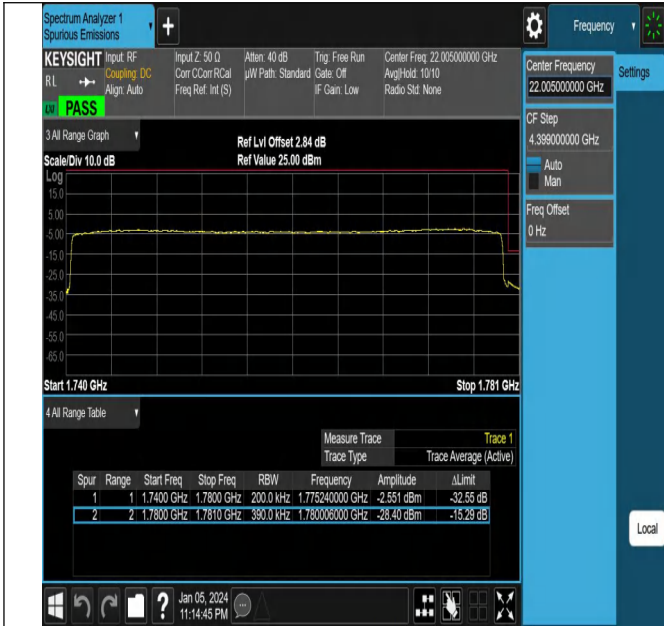 Spectrum Analyzer 1
Spurious Emissions
+
Frequency
KEYSIGHT
RL
PASS
Input: RF
Coupling: DC
Align: Auto
Input Z: 50 Ω
Corr CCorr RCal
Freq Ref: Int (S)
Atten: 40 dB
µW Path: Standard
Trig: Free Run
Gate: Off
IF Gain: Low
Center Freq: 22.005000000 GHz
Avg|Hold: 10/10
Radio Std: None
Center Frequency
22.005000000 GHz
Settings
CF Step
4.399000000 GHz
Auto
Man
Freq Offset
0 Hz
3 All Range Graph
Scale/Div 10.0 dB
Ref Lvl Offset 2.84 dB
Ref Value 25.00 dBm
Log
15.0
5.00
-5.00
-15.0
-25.0
-35.0
-45.0
-55.0
-65.0
Start 1.740 GHz
Stop 1.781 GHz
4 All Range Table
Measure Trace Trace 1
Trace Type Trace Average (Active)
Spur Range Start Freq Stop Freq RBW Frequency Amplitude ΔLimit
1 1 1.7400 GHz 1.7800 GHz 200.0 kHz 1.775240000 GHz -2.551 dBm -32.55 dB
2 2 1.7800 GHz 1.7810 GHz 390.0 kHz 1.780006000 GHz -28.40 dBm -15.29 dB
Local
?
Jan 05, 2024
11:14:45 PM